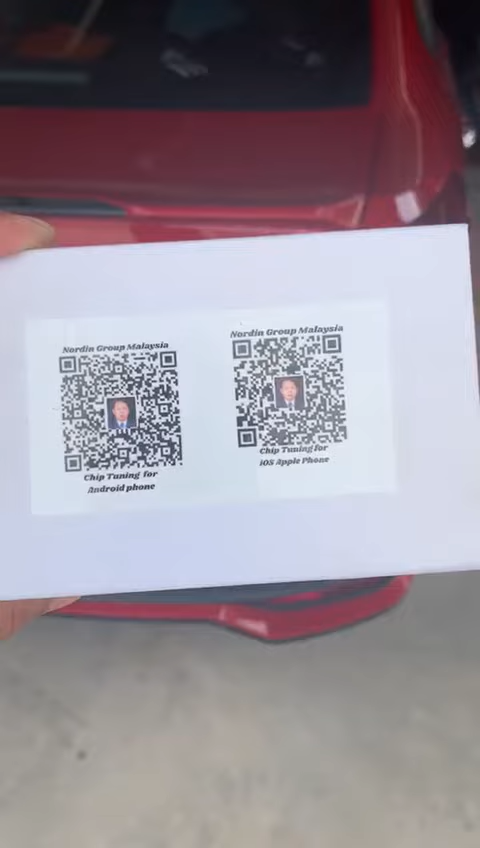 Nordin Group Malaysia
Chip Tuning for
Android phone
Nordin Group Malaysia
Chip Tuning for
iOS Apple Phone